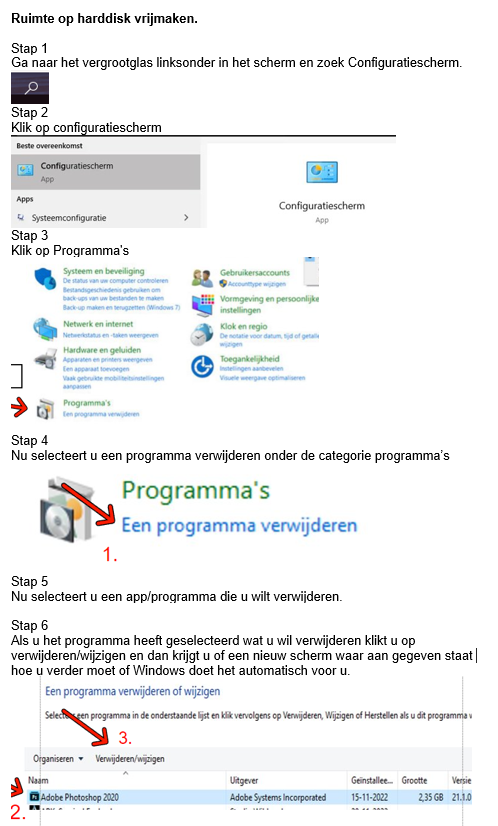 Ruimte op harddisk vrijmaken.
Stap 1
Ga naar het vergrootglas linksonder in het scherm en zoek Configuratiescherm.
Stap 2
Klik op configuratiescherm
Beste overeenkomst
Configuratiescherm
App
Apps
Systeemconfiguratie
Configuratiescherm
App
Stap 3
Klik op Programma's
Systeem en beveiliging
De status van uw computer controleren
Bestandsgeschiedenis gebruiken om
back-ups van uw bestanden te maken
Back-up maken en terugzetten (Windows 7)
Netwerk en internet
Netwerkstatus en -taken weergeven
Hardware en geluiden
Apparaten en printers weergeven
Een apparaat toevoegen
Vaak gebruikte mobiliteitsinstellingen
aanpassen
Programma's
Een programma verwijderen
Gebruikersaccounts
Accounttype wijzigen
Vormgeving en persoonlijke
instellingen
Klok en regio
De notatie voor datum, tijd of getallen
wijzigen
Toegankelijkheid
Instellingen aanbevelen
Visuele weergave optimaliseren
Stap 4
Nu selecteert u een programma verwijderen onder de categorie programma's
Programma's
Een programma verwijderen
1.
Stap 5
Nu selecteert u een app/programma die u wilt verwijderen.
Stap 6
Als u het programma heeft geselecteerd wat u wil verwijderen klikt u op
verwijderen/wijzigen en dan krijgt u of een nieuw scherm waar aan gegeven staat
hoe u verder moet of Windows doet het automatisch voor u.
Een programma verwijderen of wijzigen
Selecteer een programma in de onderstaande lijst en klik vervolgens op Verwijderen, Wijzigen of Herstellen als u dit programma w
3.
Organiseren Verwijderen/wijzigen
Naam Uitgever Geïnstallee... Grootte Versie
2.
Adobe Photoshop 2020 Adobe Systems Incorporated 15-11-2022 2,35 GB 21.1.0